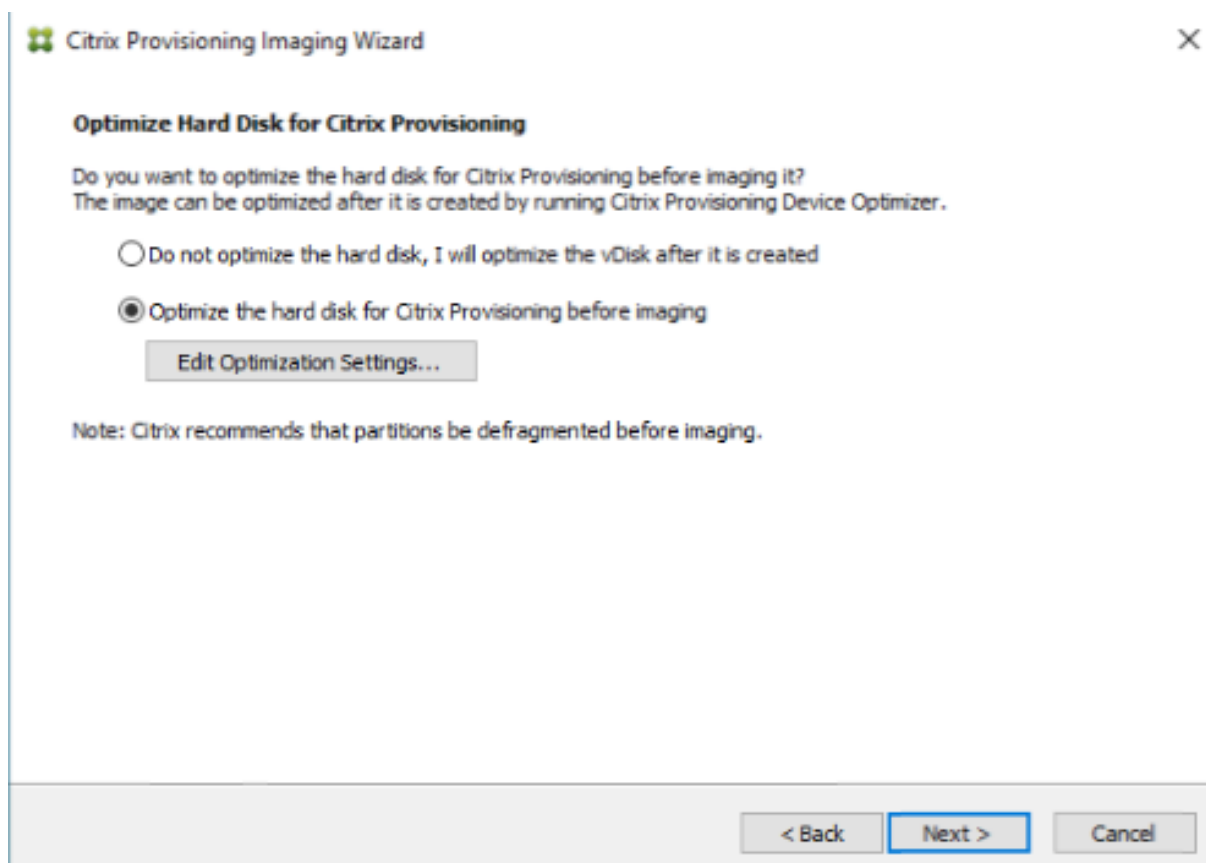 Citrix Provisioning Imaging Wizard
Optimize Hard Disk for Citrix Provisioning
Do you want to optimize the hard disk for Citrix Provisioning before imaging it?
The image can be optimized after it is created by running Citrix Provisioning Device Optimizer.
Do not optimize the hard disk, I will optimize the vDisk after it is created
Optimize the hard disk for Citrix Provisioning before imaging
Edit Optimization Settings...
Note: Citrix recommends that partitions be defragmented before imaging.
< Back Next > Cancel